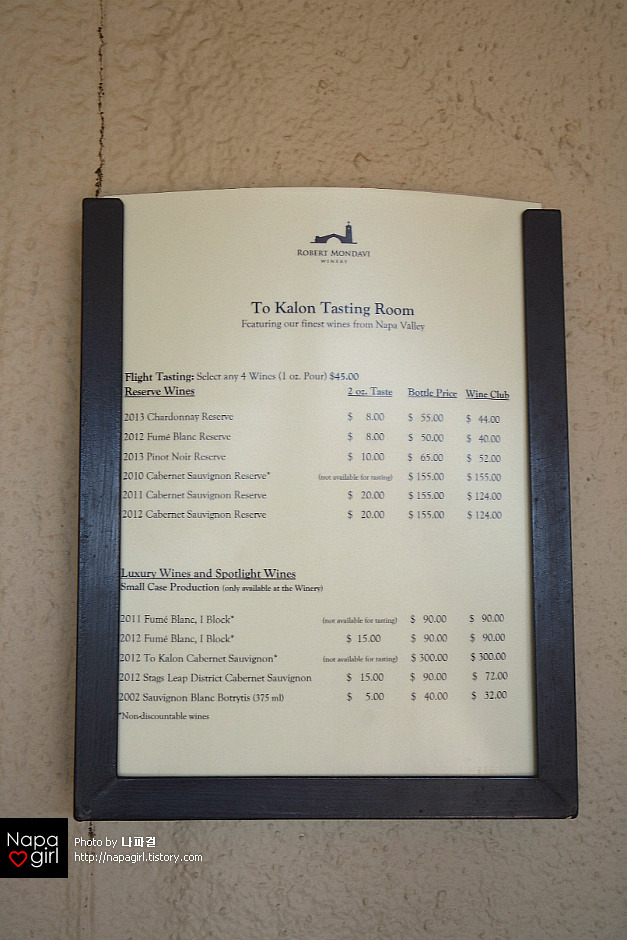 ROBERT MONDAVI
WINERY
To Kalon Tasting Room
Featuring our finest wines from Napa Valley
Flight Tasting: Select any 4 Wines (1 oz. Pour) $45.00
Reserve Wines 2 oz. Taste Bottle Price Wine Club
2013 Chardonnay Reserve $ 8.00 $ 55.00 $ 44.00
2012 Fumé Blanc Reserve $ 8.00 $ 50.00 $ 40.00
2013 Pinot Noir Reserve $ 10.00 $ 65.00 $ 52.00
2010 Cabernet Sauvignon Reserve* (not available for tasting) $ 155.00 $ 155.00
2011 Cabernet Sauvignon Reserve $ 20.00 $ 155.00 $ 124.00
2012 Cabernet Sauvignon Reserve $ 20.00 $ 155.00 $ 124.00
Luxury Wines and Spotlight Wines
Small Case Production (only available at the Winery)
2011 Fumé Blanc, I Block* (not available for tasting) $ 90.00 $ 90.00
2012 Fumé Blanc, I Block* $ 15.00 $ 90.00 $ 90.00
2012 To Kalon Cabernet Sauvignon* (not available for tasting) $ 300.00 $ 300.00
2012 Stags Leap District Cabernet Sauvignon $ 15.00 $ 90.00 $ 72.00
2002 Sauvignon Blanc Botrytis (375 ml) $ 5.00 $ 40.00 $ 32.00
*Non-discountable wines
Napa girl
Photo by 나파걸
http://napagirl.tistory.com